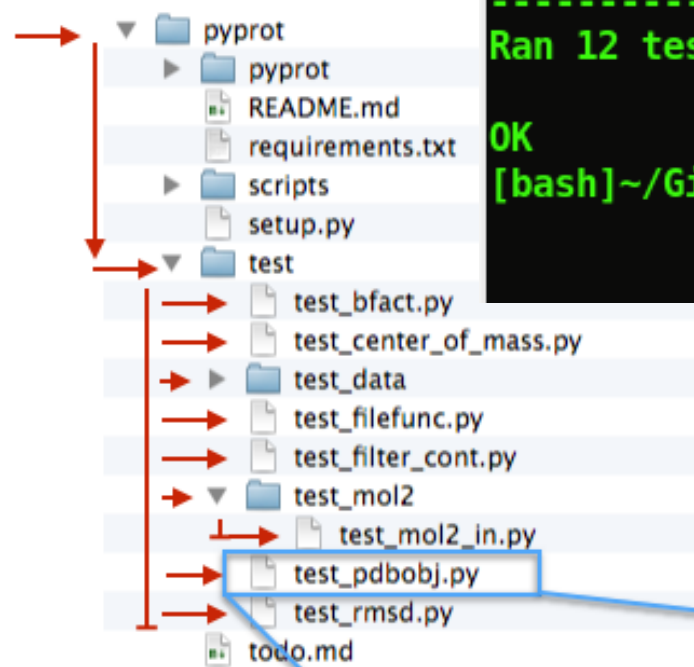 pyprot
pyprot
README.md
requirements.txt
scripts
setup.py
test
test_bfact.py
test_center_of_mass.py
test_data
test_filefunc.py
test_filter_cont.py
test_mol2
test_mol2_in.py
test_pdbobj.py
test_rmsd.py
todo.md
----------
Ran 12 tes
OK
[bash]~/Gi